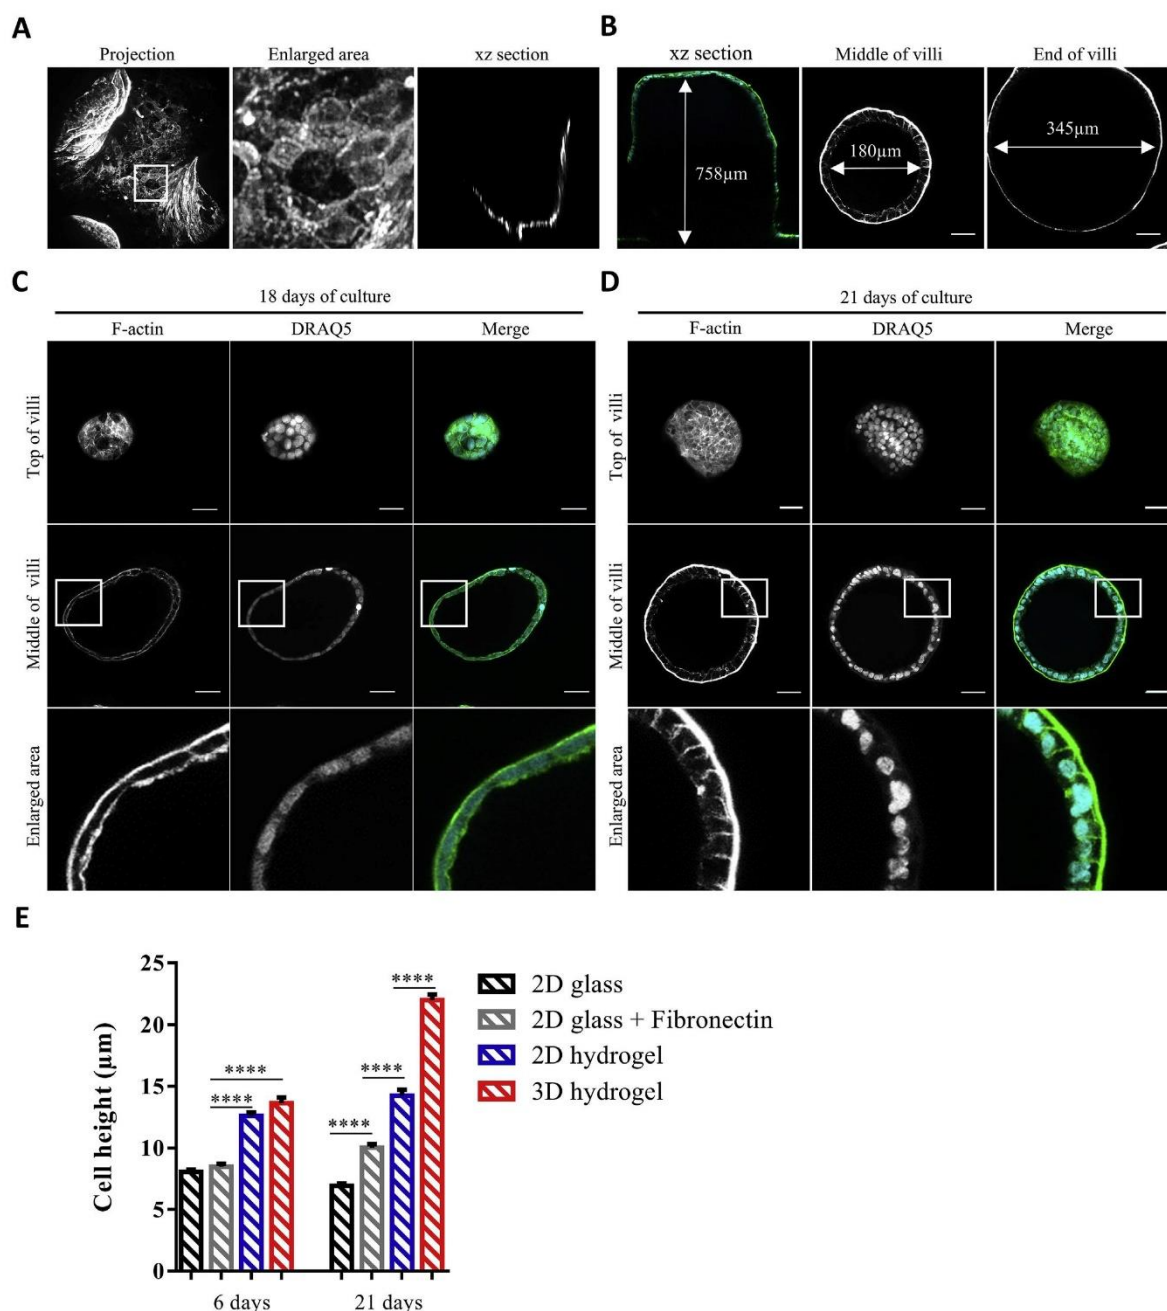 A
Projection
Enlarged area
xz section
B
xz section
Middle of villi
End of villi
758µm
180µm
345µm
C
18 days of culture
F-actin
DRAQ5
Merge
Top of villi
Middle of villi
Enlarged area
D
21 days of culture
F-actin
DRAQ5
Merge
Top of villi
Middle of villi
Enlarged area
E
Cell height (µm)
25
20
15
10
5
0
****
****
****
****
****
6 days
21 days
2D glass
2D glass + Fibronectin
2D hydrogel
3D hydrogel